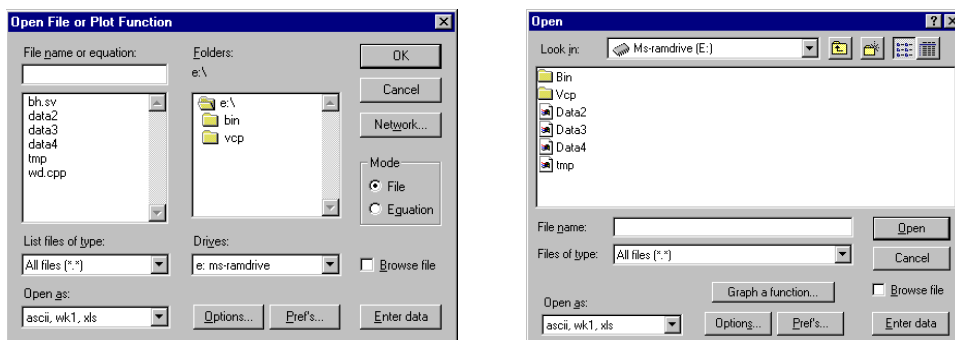 Open File or Plot Function
File name or equation:
Folders:
OK
e:\
bh.sv
data2
data3
data4
tmp
wd.cpp
e:\
bin
vcp
Cancel
Network...
Mode
File
Equation
List files of type:
Drives:
All files (*.*)
e: ms-ramdrive
Browse file
Open as:
ascii, wk1, xls
Options...
Pref's...
Enter data
Open
Look in:
Ms-ramdrive (E:)
Bin
Vcp
Data2
Data3
Data4
tmp
File name:
Open
Files of type:
All files (*.*)
Cancel
Graph a function...
Browse file
Open as:
ascii, wk1, xls
Options...
Pref's...
Enter data